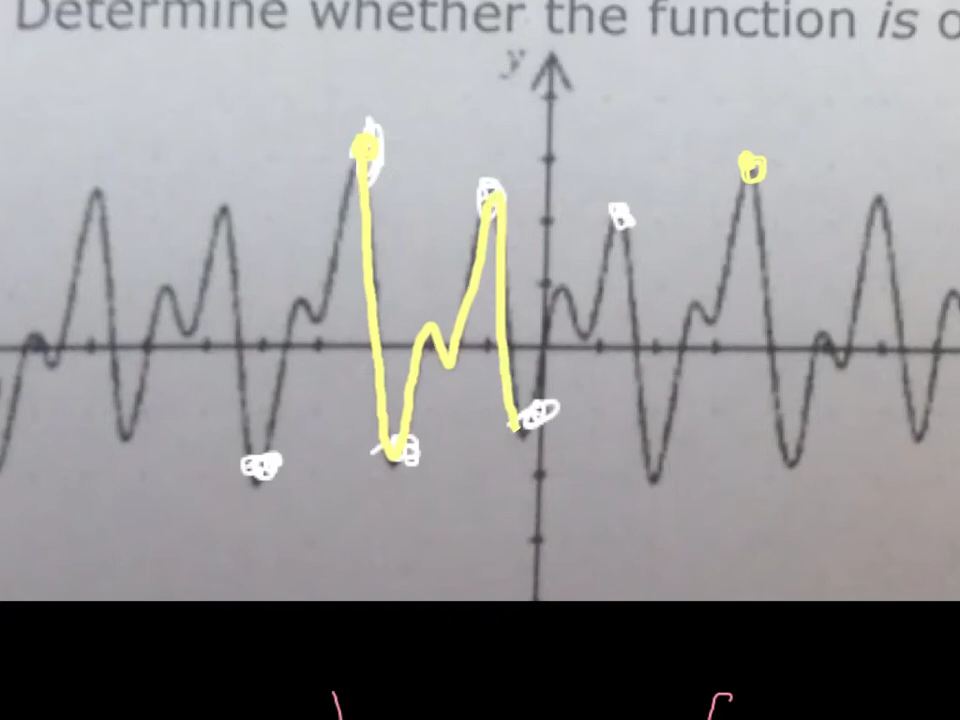 Determine whether the function is
y